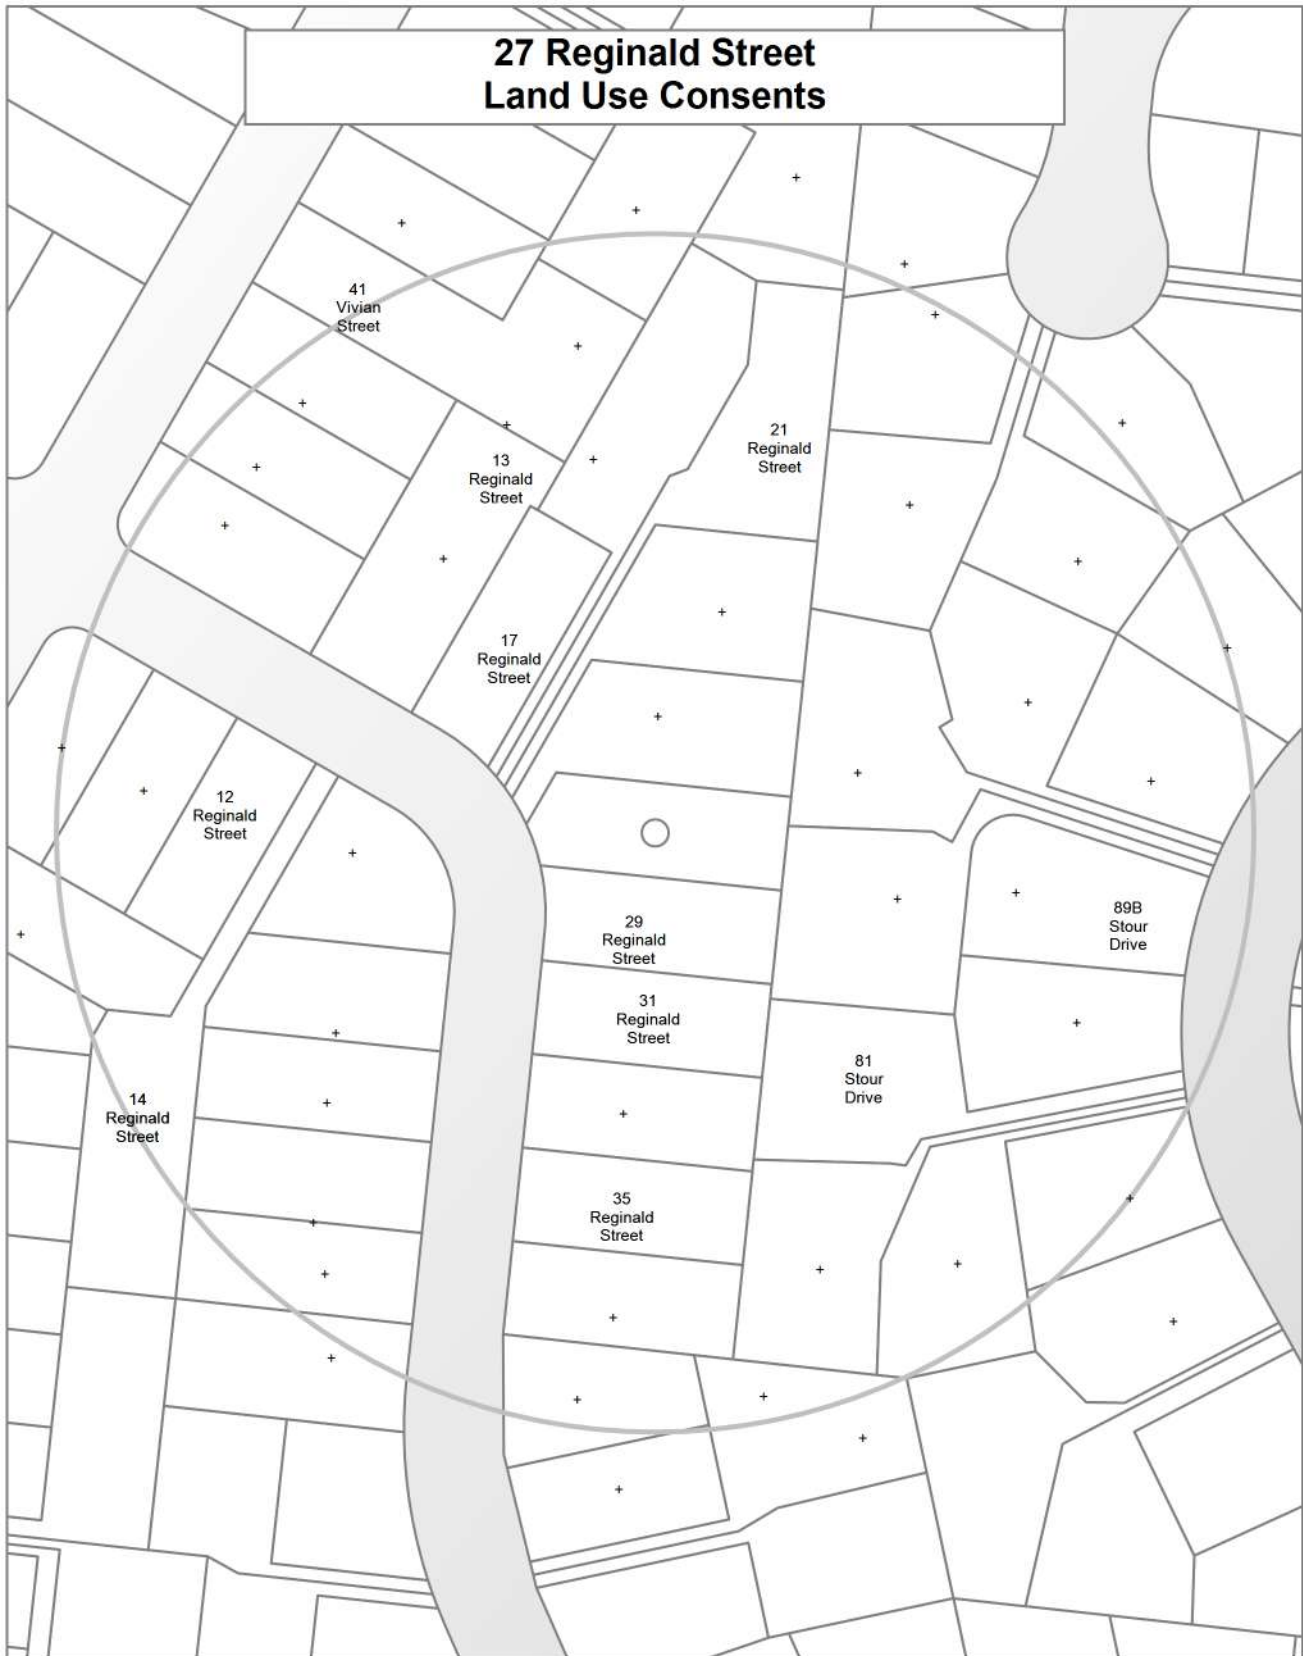 27 Reginald Street
Land Use Consents
41
Vivian
Street
21
Reginald
Street
13
Reginald
Street
17
Reginald
Street
12
Reginald
Street
29
Reginald
Street
89B
Stour
Drive
31
Reginald
Street
81
Stour
Drive
14
Reginald
Street
35
Reginald
Street